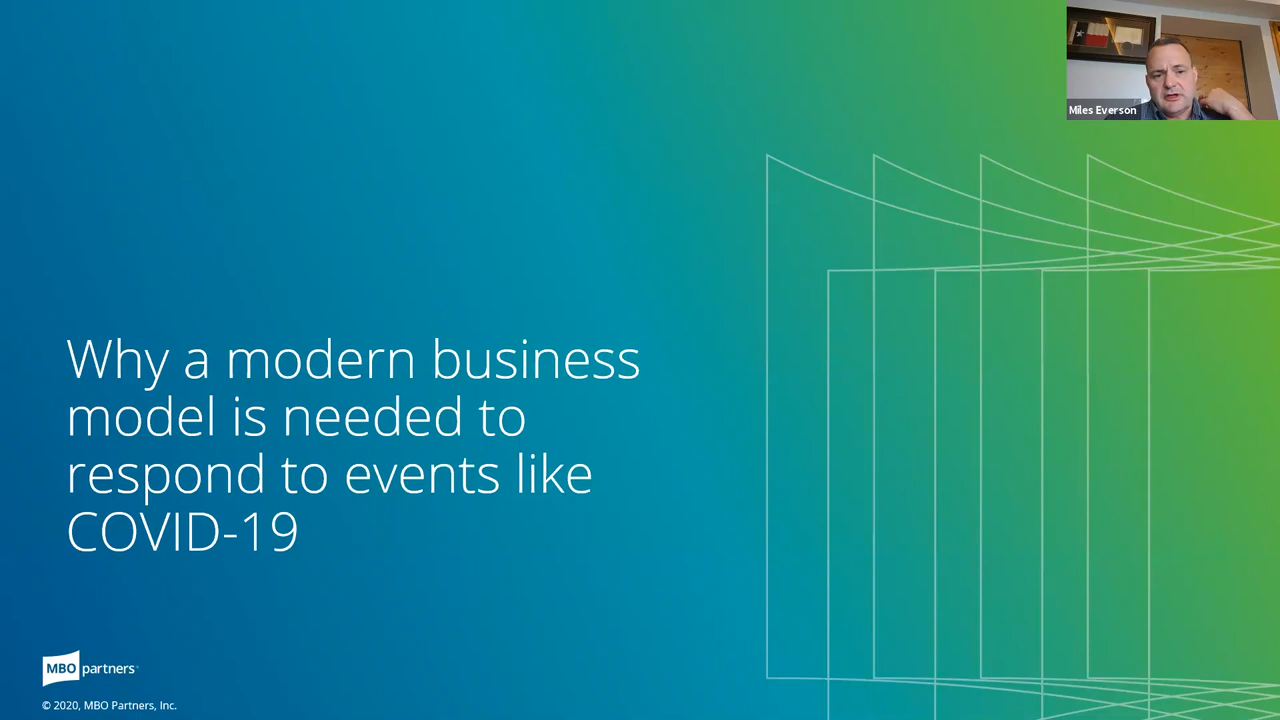 Miles Everson
Why a modern business
model is needed to
respond to events like
COVID-19
MBO partners
© 2020, MBO Partners, Inc.